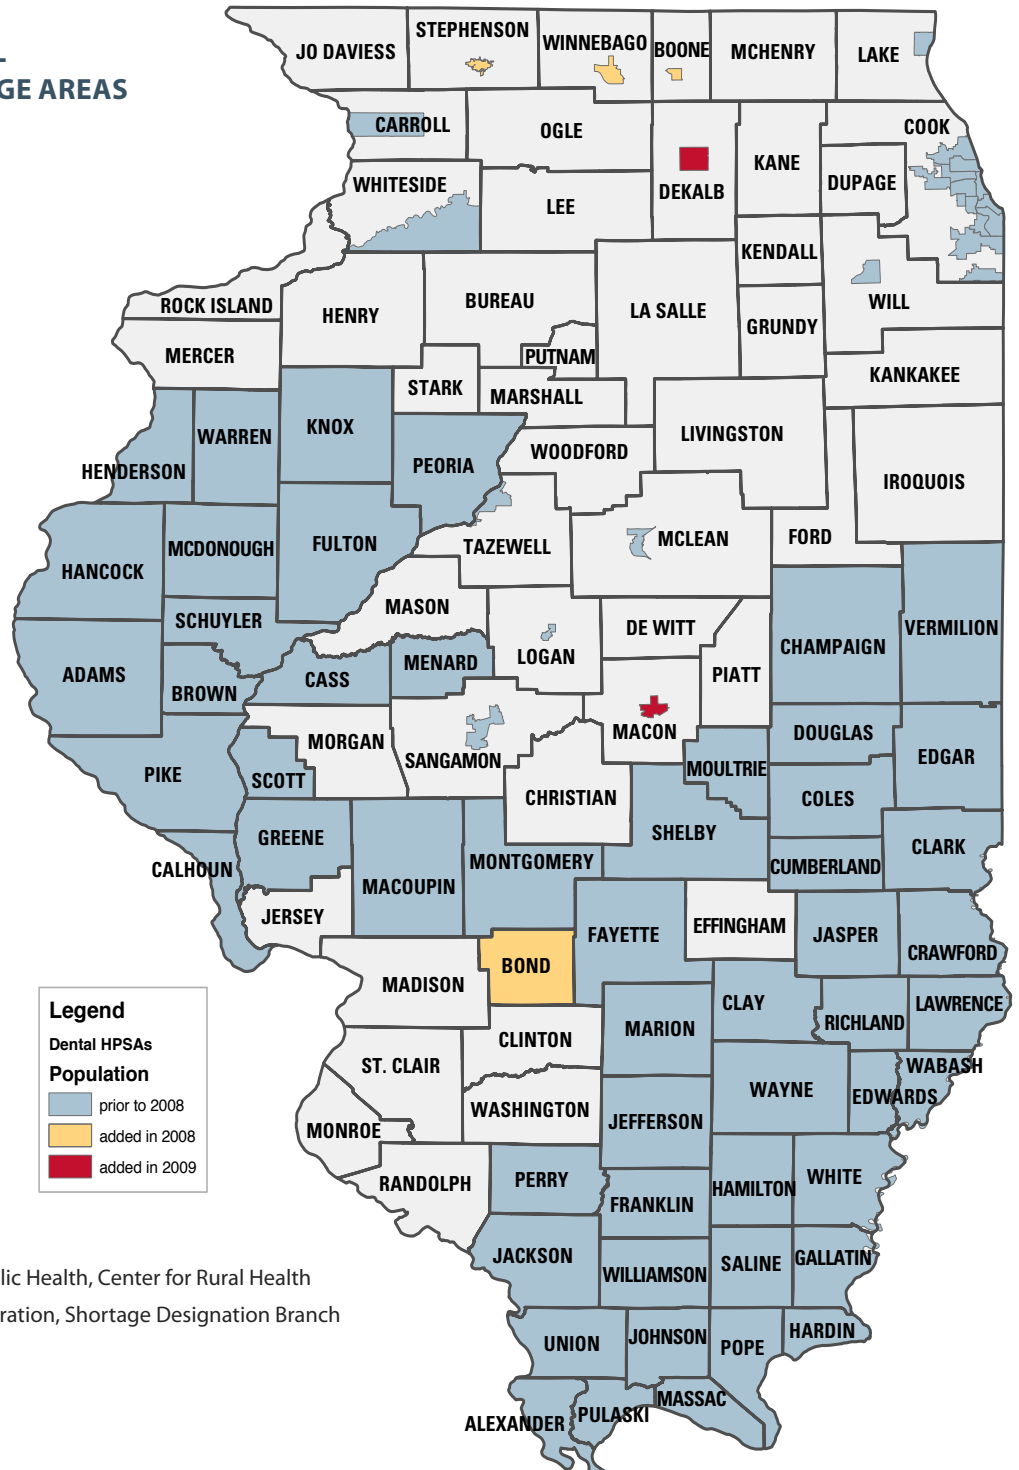 GE AREAS
JO DAVIESS
STEPHENSON
WINNEBAGO
BOONE
MCHENRY
LAKE
CARROLL
OGLE
COOK
WHITESIDE
DEKALB
KANE
DUPAGE
LEE
KENDALL
ROCK ISLAND
HENRY
BUREAU
LA SALLE
WILL
GRUNDY
MERCER
PUTNAM
KANKAKEE
STARK
MARSHALL
WARREN
KNOX
LIVINGSTON
HENDERSON
PEORIA
WOODFORD
IROQUOIS
HANCOCK
MCDONOUGH
FULTON
TAZEWELL
MCLEAN
FORD
MASON
SCHUYLER
DE WITT
VERMILION
ADAMS
BROWN
CASS
MENARD
LOGAN
PIATT
CHAMPAIGN
MORGAN
MACON
DOUGLAS
PIKE
SCOTT
SANGAMON
MOULTRIE
EDGAR
CHRISTIAN
COLES
GREENE
SHELBY
CLARK
CALHOUN
MACOUPIN
MONTGOMERY
CUMBERLAND
JERSEY
FAYETTE
EFFINGHAM
JASPER
CRAWFORD
MADISON
BOND
CLAY
LAWRENCE
CLINTON
MARION
RICHLAND
ST. CLAIR
WABASH
WASHINGTON
WAYNE
EDWARDS
MONROE
JEFFERSON
RANDOLPH
PERRY
FRANKLIN
HAMILTON
WHITE
JACKSON
WILLIAMSON
SALINE
GALLATIN
UNION
JOHNSON
POPE
HARDIN
ALEXANDER
PULASKI
MASSAC
Legend
Dental HPSAs
Population
prior to 2008
added in 2008
added in 2009
lic Health, Center for Rural Health
ration, Shortage Designation Branch